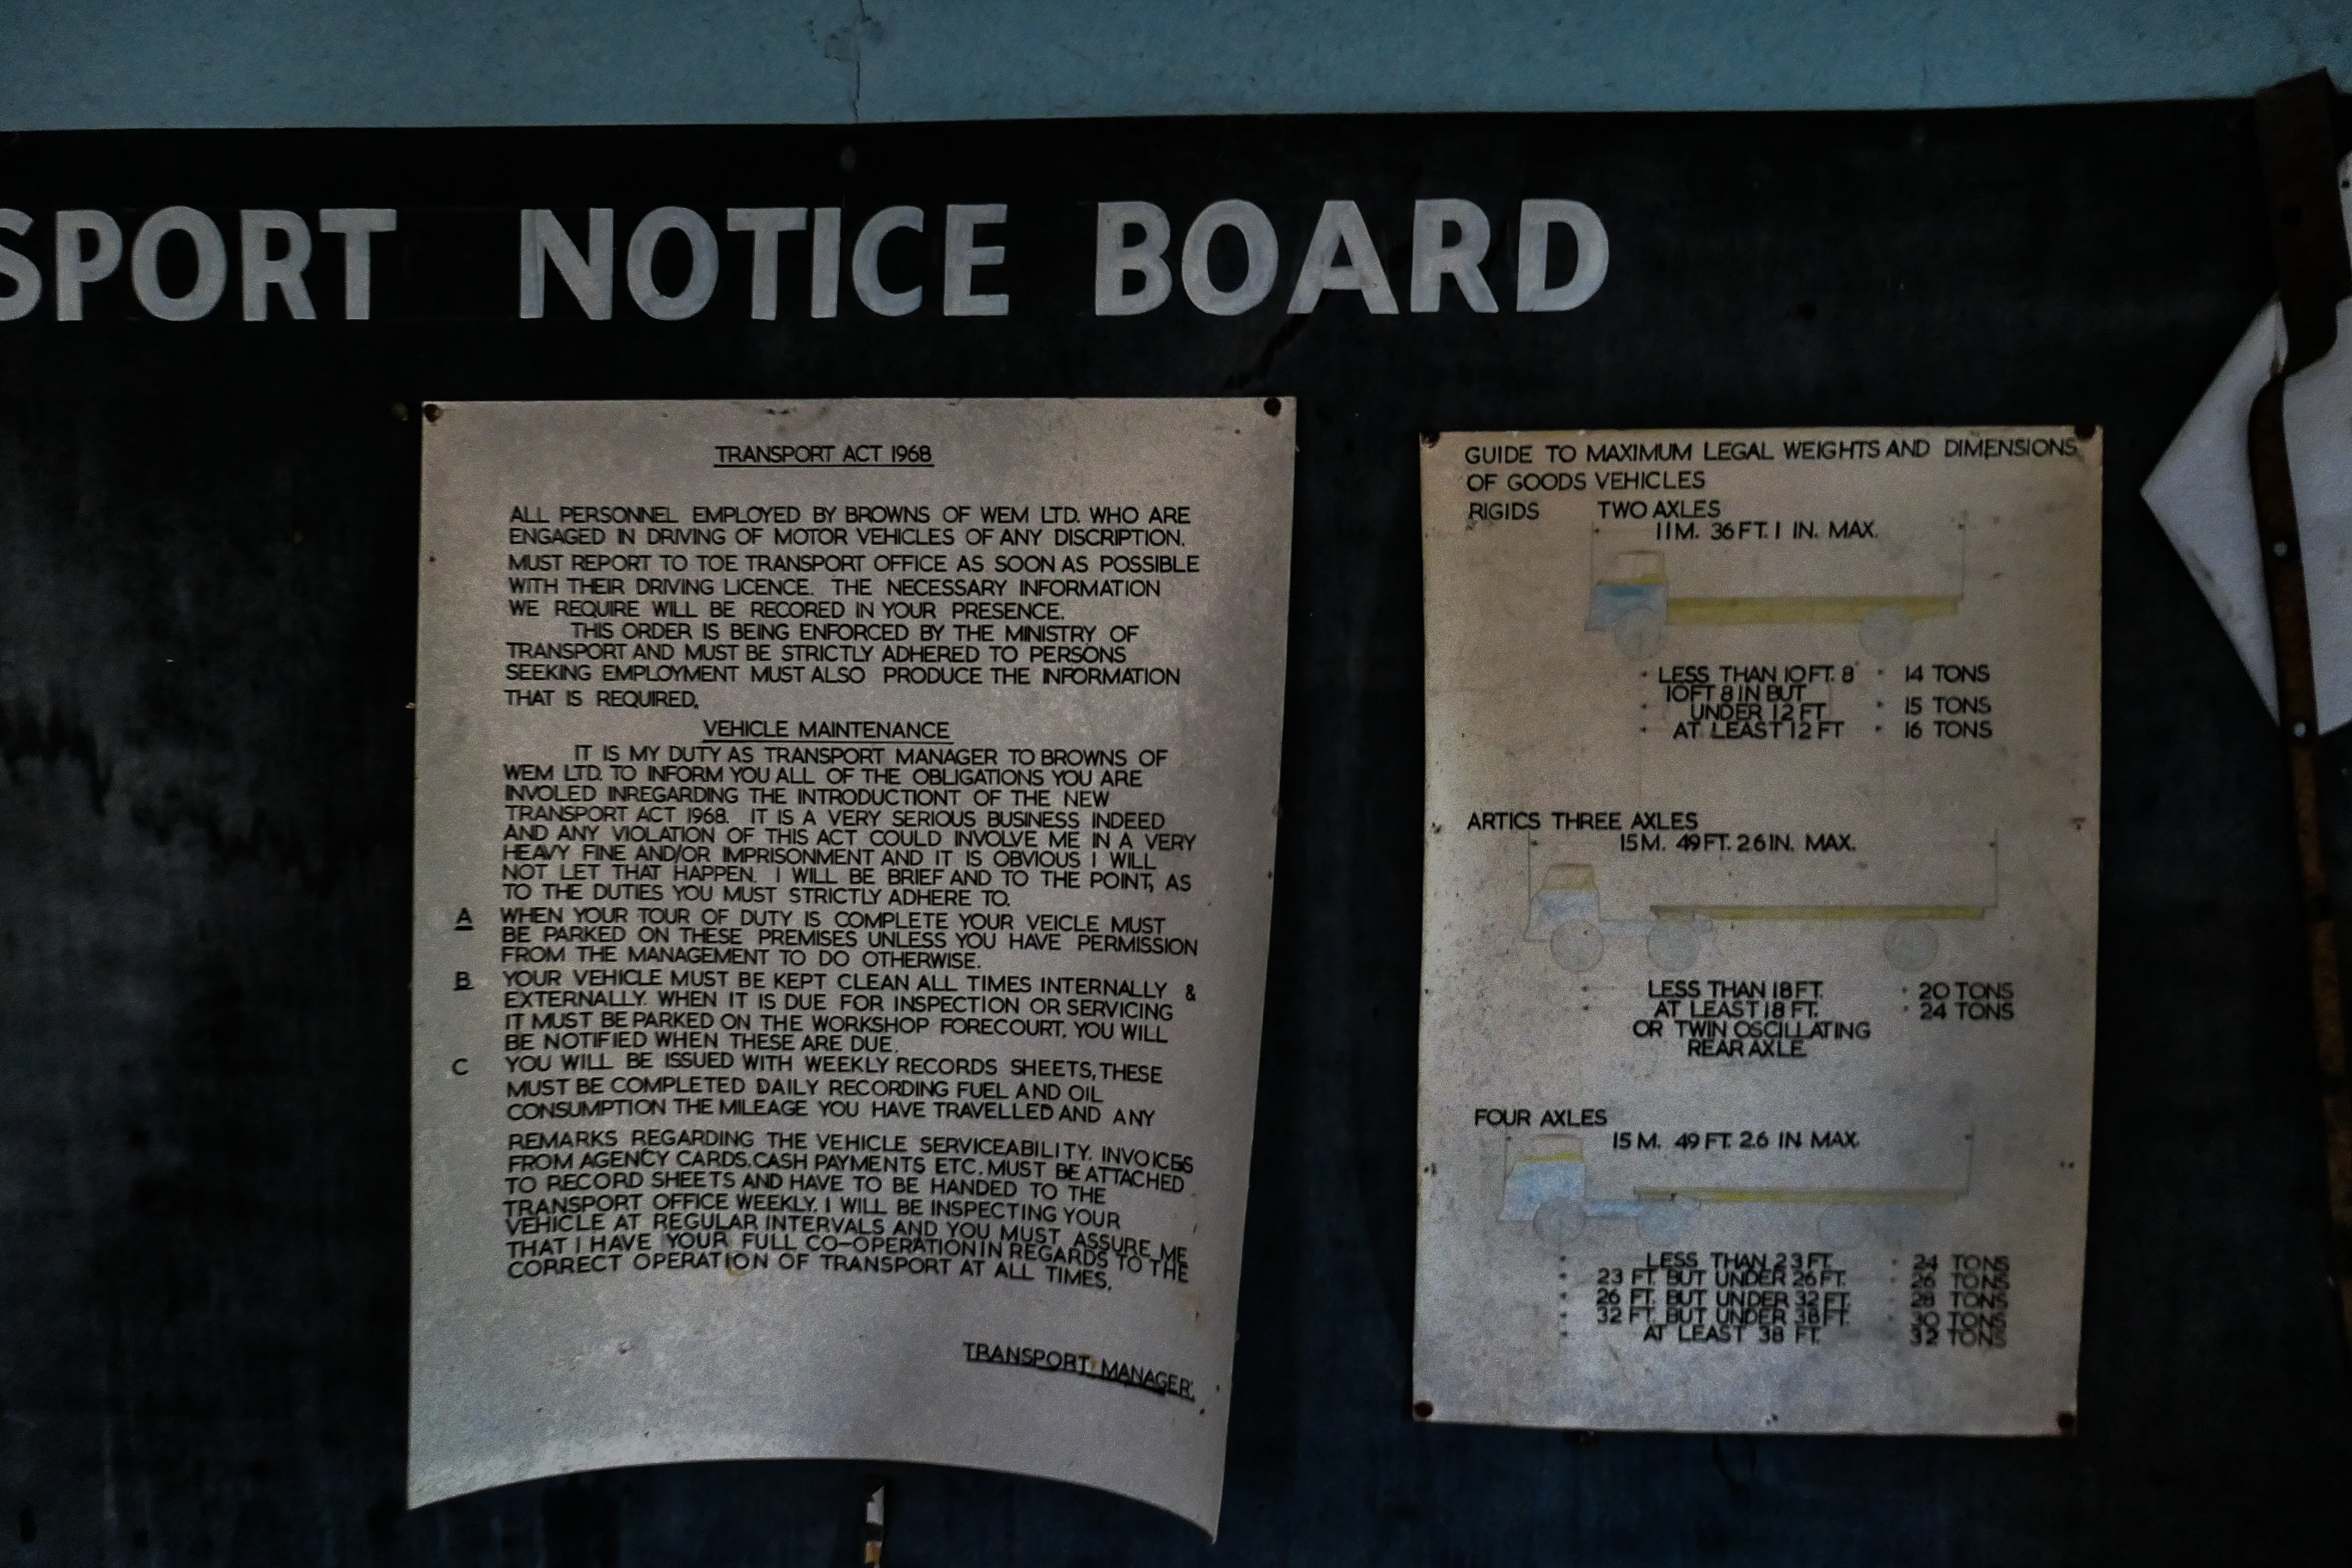 SPORT NOTICE BOARD
TRANSPORT ACT 1968
ALL PERSONNEL EMPLOYED BY BROWNS OF WEM LTD. WHO ARE
ENGAGED IN DRIVING OF MOTOR VEHICLES OF ANY DISCRIPTION.
MUST REPORT TO TOE TRANSPORT OFFICE AS SOON AS POSSIBLE
WITH THEIR DRIVING LICENCE. THE NECESSARY INFORMATION
WE REQUIRE WILL BE RECORED IN YOUR PRESENCE.
THIS ORDER IS BEING ENFORCED BY THE MINISTRY OF
TRANSPORT AND MUST BE STRICTLY ADHERED TO PERSONS
SEEKING EMPLOYMENT MUST ALSO PRODUCE THE INFORMATION
THAT IS REQUIRED.
VEHICLE MAINTENANCE
IT IS MY DUTY AS TRANSPORT MANAGER TO BROWNS OF
WEM LTD. TO INFORM YOU ALL OF THE OBLIGATIONS YOU ARE
INVOLED INREGARDING THE INTRODUCTIONT OF THE NEW
TRANSPORT ACT 1968. IT IS A VERY SERIOUS BUSINESS INDEED
AND ANY VIOLATION OF THIS ACT COULD INVOLVE ME IN A VERY
HEAVY FINE AND/OR IMPRISONMENT AND IT IS OBVIOUS I WILL
NOT LET THAT HAPPEN. I WILL BE BRIEF AND TO THE POINT, AS
TO THE DUTIES YOU MUST STRICTLY ADHERE TO.
A WHEN YOUR TOUR OF DUTY IS COMPLETE YOUR VEICLE MUST
BE PARKED ON THESE PREMISES UNLESS YOU HAVE PERMISSION
FROM THE MANAGEMENT TO DO OTHERWISE.
B YOUR VEHICLE MUST BE KEPT CLEAN ALL TIMES INTERNALLY &
EXTERNALLY. WHEN IT IS DUE FOR INSPECTION OR SERVICING
IT MUST BE PARKED ON THE WORKSHOP FORECOURT. YOU WILL
BE NOTIFIED WHEN THESE ARE DUE.
C YOU WILL BE ISSUED WITH WEEKLY RECORDS SHEETS, THESE
MUST BE COMPLETED DAILY RECORDING FUEL AND OIL
CONSUMPTION THE MILEAGE YOU HAVE TRAVELLED AND ANY
REMARKS REGARDING THE VEHICLE SERVICEABILITY. INVOICES
FROM AGENCY CARDS.CASH PAYMENTS ETC. MUST BE ATTACHED
TO RECORD SHEETS AND HAVE TO BE HANDED TO THE
TRANSPORT OFFICE WEEKLY. I WILL BE INSPECTING YOUR
VEHICLE AT REGULAR INTERVALS AND YOU MUST ASSURE ME
THAT I HAVE YOUR FULL CO-OPERATION IN REGARDS TO THE
CORRECT OPERATION OF TRANSPORT AT ALL TIMES.
TRANSPORT MANAGER.
GUIDE TO MAXIMUM LEGAL WEIGHTS AND DIMENSIONS
OF GOODS VEHICLES
RIGIDS TWO AXLES
11M. 36FT. 1 IN. MAX.
LESS THAN 10FT. 8 14 TONS
10FT 8IN BUT
UNDER 12 FT 15 TONS
AT LEAST 12 FT 16 TONS
ARTICS THREE AXLES
15M. 49FT. 2.6IN. MAX.
LESS THAN 18FT. 20 TONS
AT LEAST 18 FT. 24 TONS
OR TWIN OSCILLATING
REAR AXLE.
FOUR AXLES
15 M. 49 FT. 2.6 IN MAX.
LESS THAN 23 FT. 24 TONS
23 FT. BUT UNDER 26FT. 26 TONS
26 FT. BUT UNDER 32FT. 28 TONS
32 FT. BUT UNDER 38FT. 30 TONS
AT LEAST 38 FT. 32 TONS